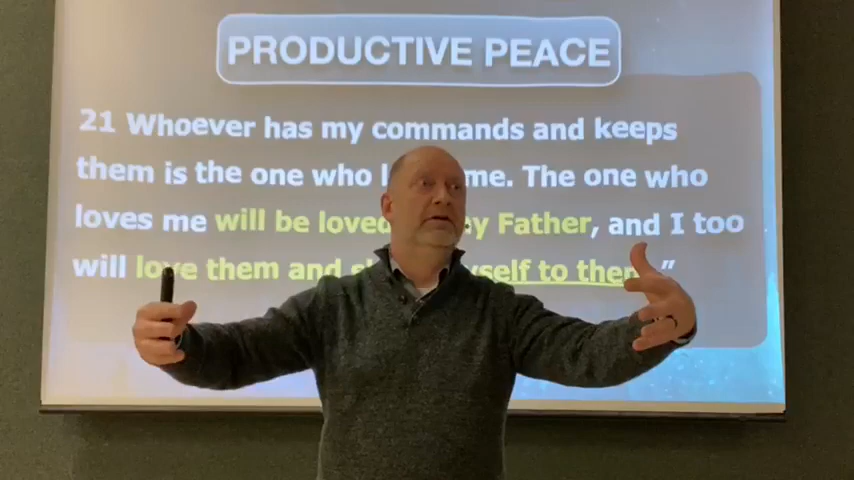 PRODUCTIVE PEACE
21 Whoever has my commands and keeps
them is the one who me. The one who
loves me will be loved Father, and I too
will love them and to them.”